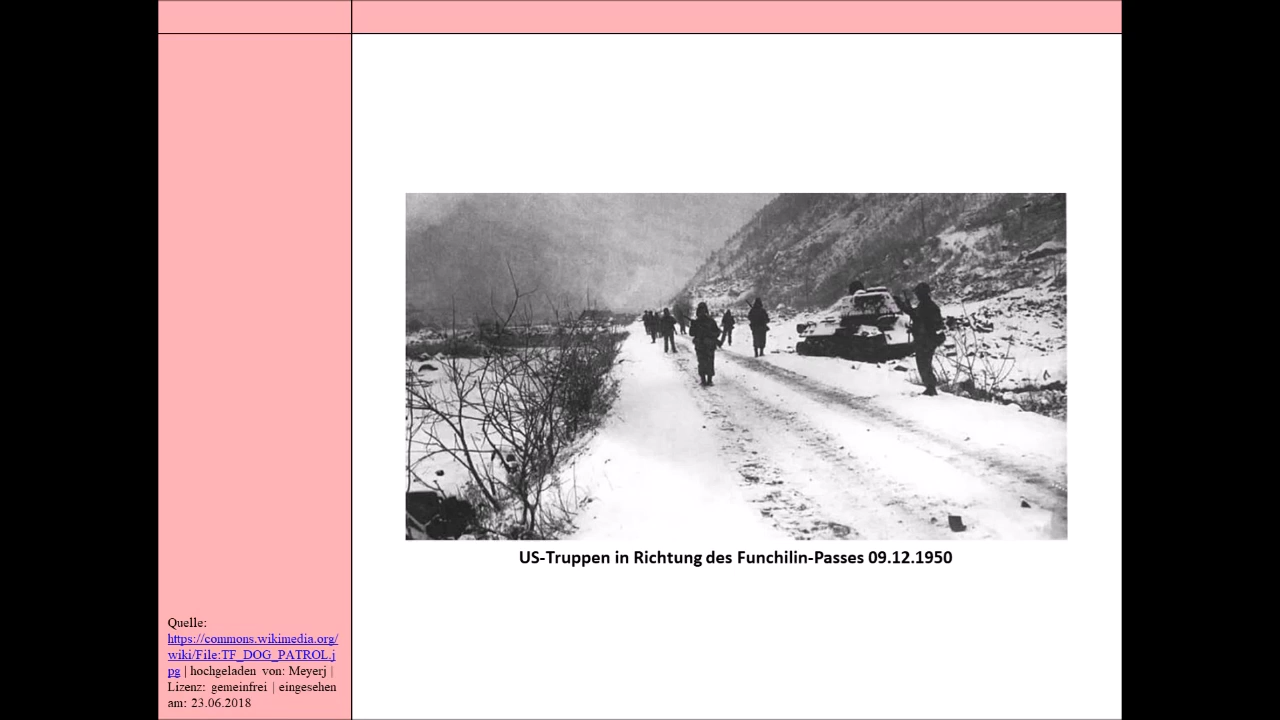 US-Truppen in Richtung des Funchilin-Passes 09.12.1950
Quelle:
https://commons.wikimedia.org/
wiki/File:TF_DOG_PATROL.j
pg | hochgeladen von: Meyerj |
Lizenz: gemeinfrei | eingesehen
am: 23.06.2018